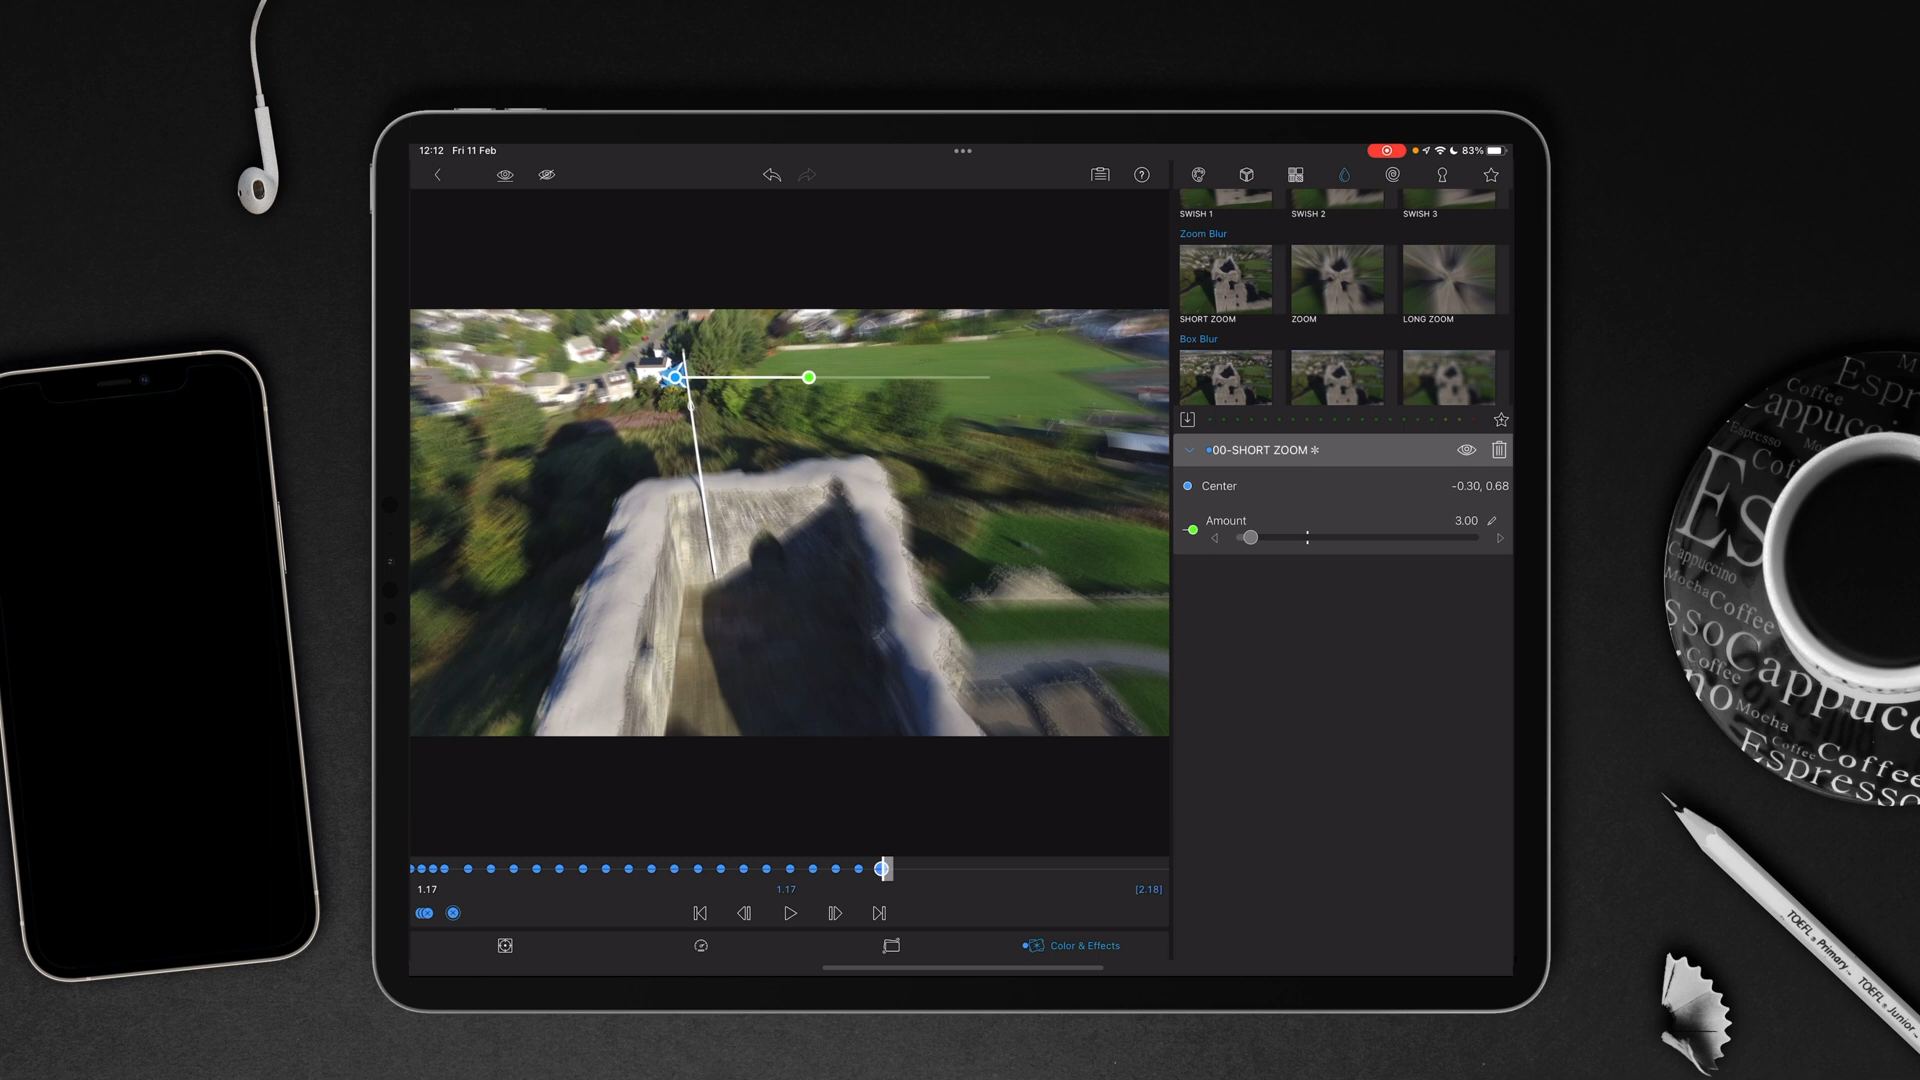 12:12 Fri 11 Feb
83%
SWISH 1
SWISH 2
SWISH 3
Zoom Blur
SHORT ZOOM
ZOOM
LONG ZOOM
Box Blur
00-SHORT ZOOM
Center
-0.30, 0.68
Amount
3.00
1.17
1.17
[2.18]
Color & Effects
Espresso
Coffee
Cappuccino
Mocha
Coffee
Cappuccino
Coffee
Mocha
Coffee
Coffee
Espresso
TOEFL Primary
TOEFL Junior